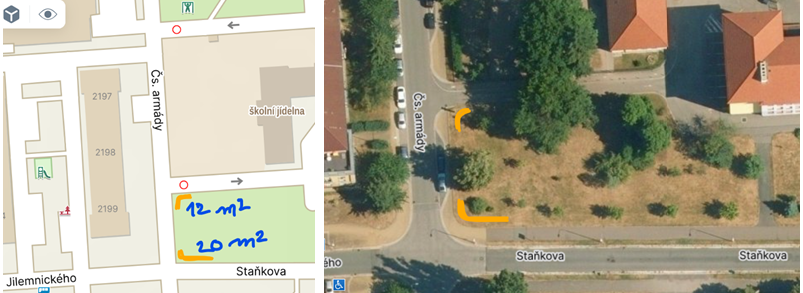 Čs. armády
2197
školní jídelna
2198
2199
12 m²
20 m²
Jilemnického
Staňkova
Čs. armády
ého
Staňkova
Staňkova